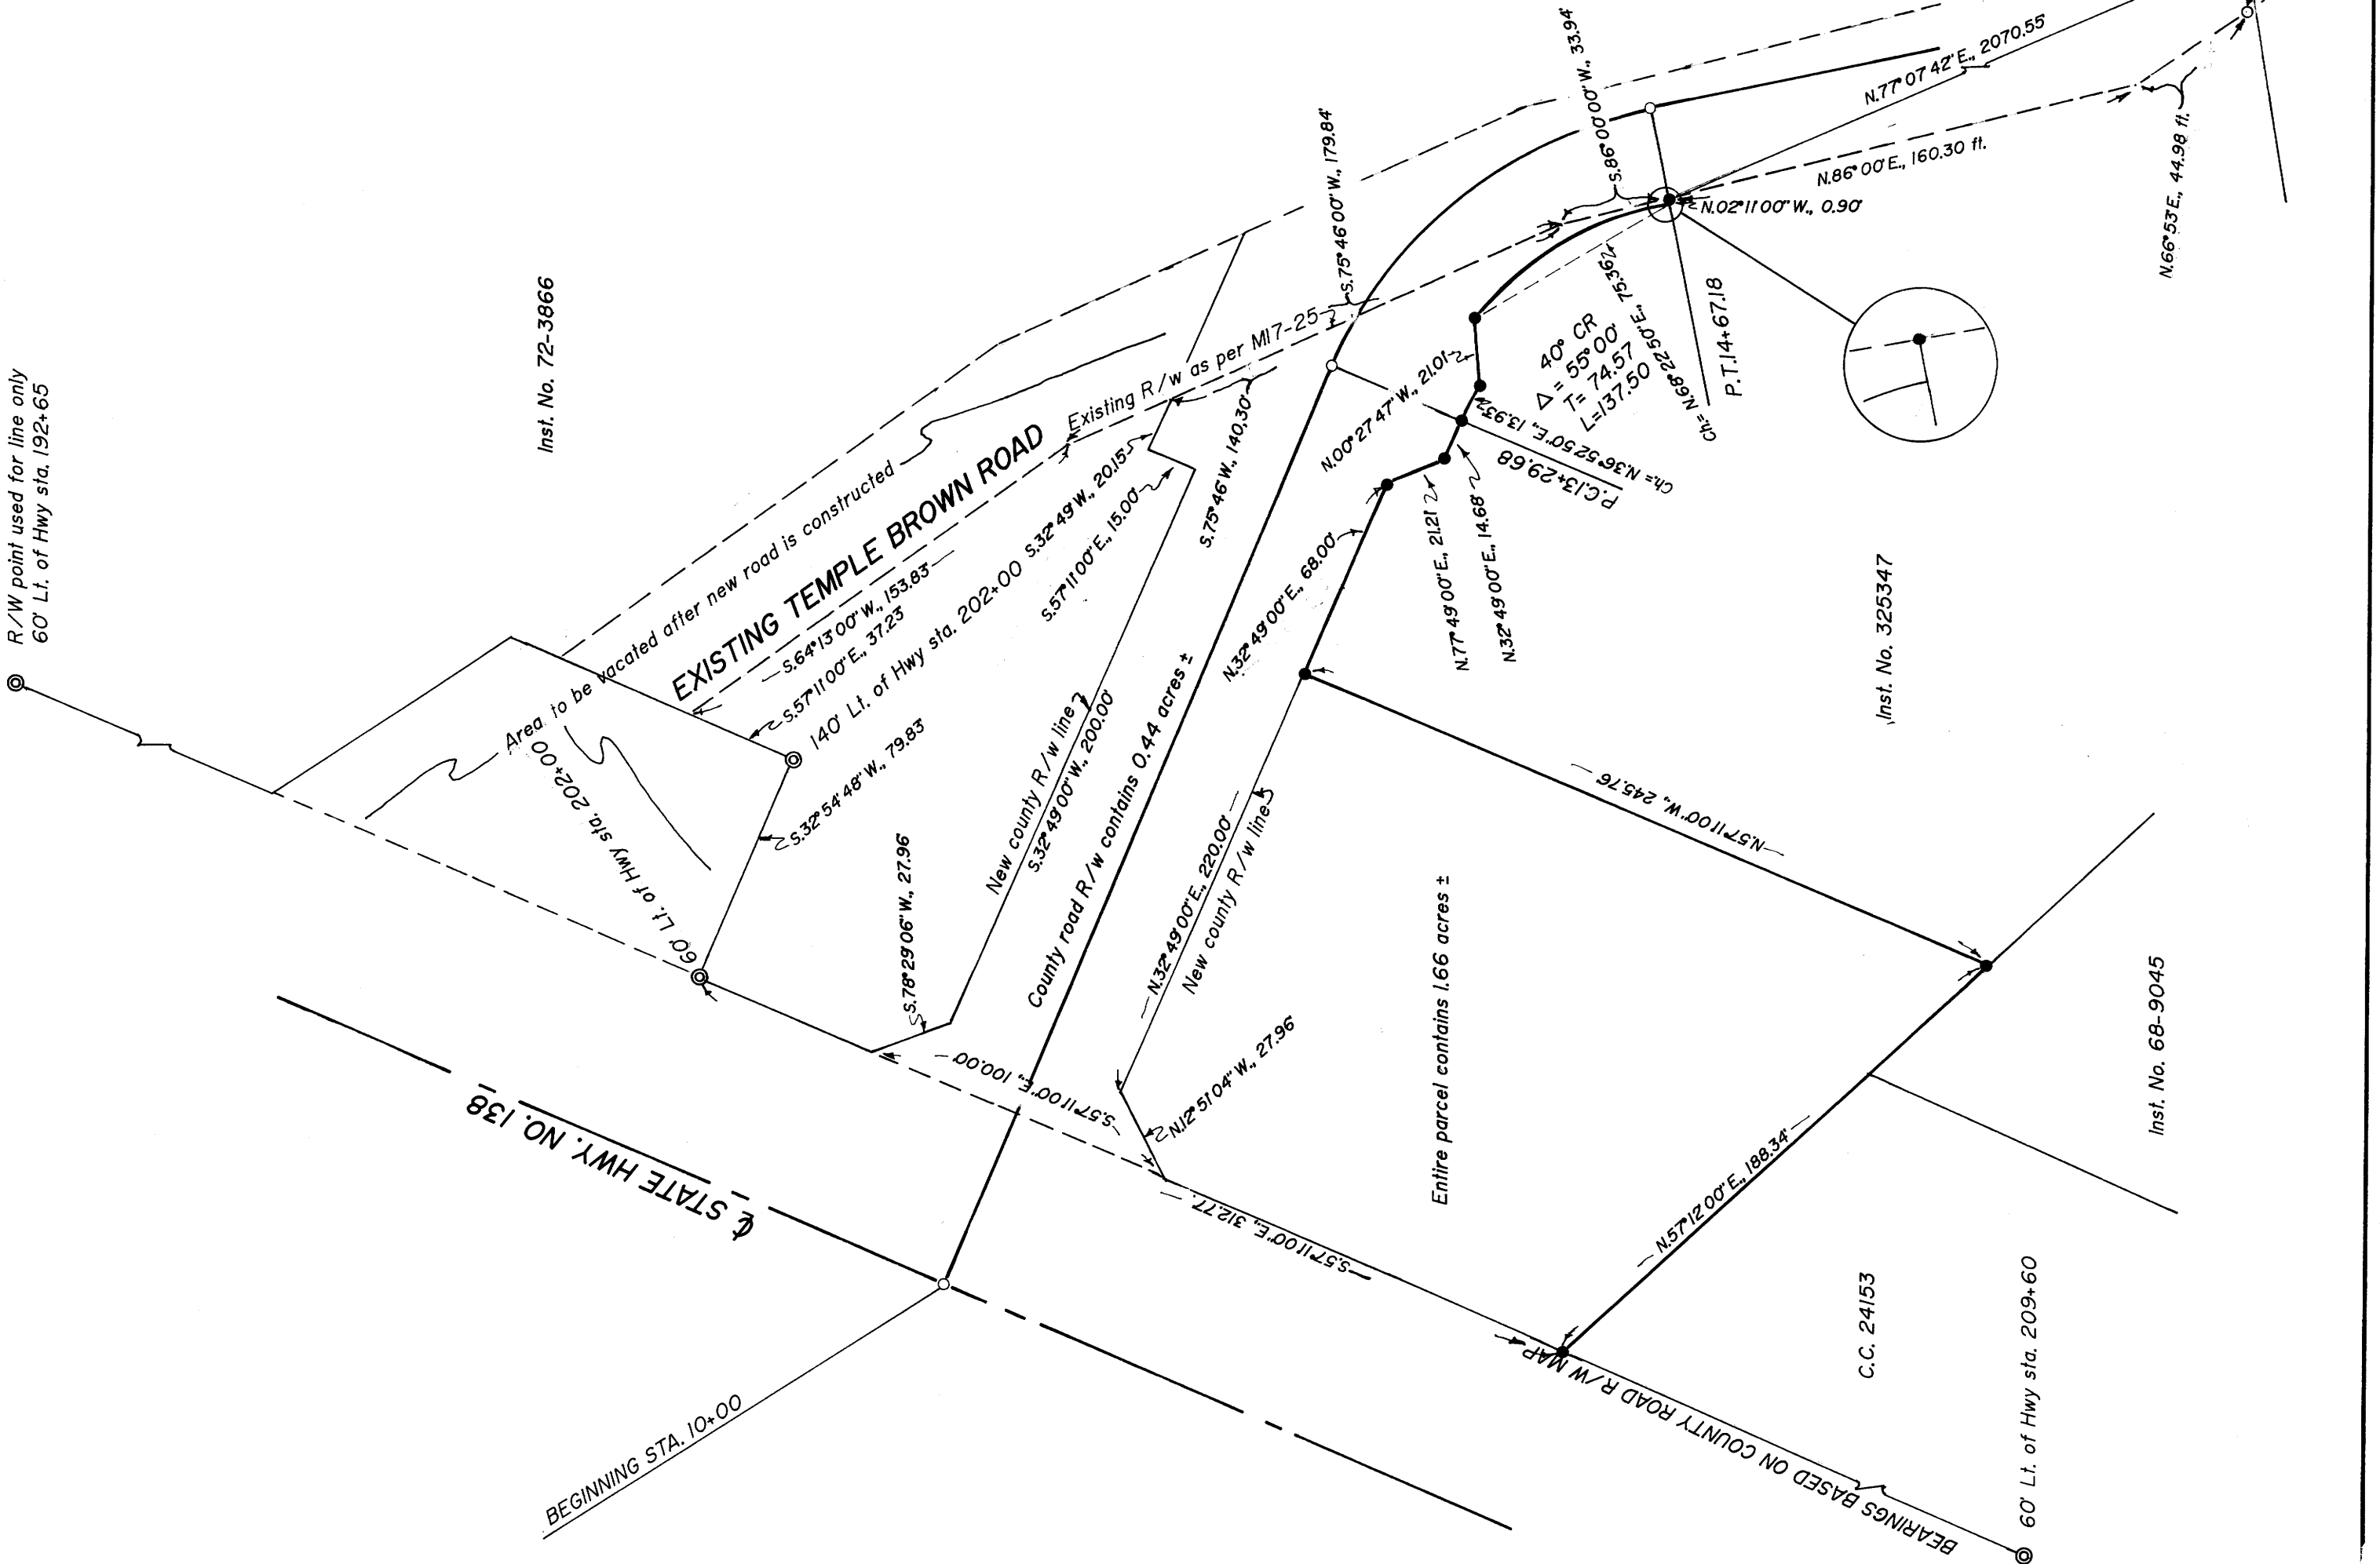 R/W point used for line only
60' Lt. of Hwy sta. 192+65
Inst. No. 72-3866
Area to be vacated after new road is constructed
EXISTING TEMPLE BROWN ROAD
Existing R/w as per M17-25
S.64°13'00"W., 153.83'
S.57°11'00"E., 37.23
140' Lt. of Hwy sta. 202+00
S.32°49'W., 20.15'
S.57°11'00"E., 15.00'
S.75°46'W., 140.30'
S.75°46'00"W., 179.84'
S.86°00'00"W., 33.94'
N.77°07'42"E., 2070.55'
N.86°00'E., 160.30 ft.
N.66°53'E., 44.98 ft.
N.02°11'00"W., 0.90'
60' Lt. of Hwy sta. 202+00
S.32°54'48"W., 79.83'
S.78°29'06"W., 27.96
New county R/w line
S.32°49'00"W., 200.00'
County road R/w contains 0.44 acres ±
N.32°49'00"E., 220.00'
New county R/w line
N.12°51'04"W., 27.96
S.57°11'00"E., 100.00'
N.32°49'00"E., 68.00'
N.77°49'00"E., 21.21'
N.32°49'00"E., 14.68'
N.00°27'47"W., 21.01'
Ch.= N.36°52'50"E., 13.93'
P.C.13+29.68
40° CR
Δ = 55°00'
T= 74.57
L=137.50
Ch= N.68°22'50"E., 75.36'
P.T.14+67.18
Inst. No. 325347
N.57°11'00"W., 245.76
Entire parcel contains 1.66 acres ±
N.57°12'00"E., 188.34'
S.57°11'00"E., 312.77
Inst. No. 68-9045
C.C. 24153
60' Lt. of Hwy sta. 209+60
BEARINGS BASED ON COUNTY ROAD R/W MAP
℄ STATE HWY. NO. 138
BEGINNING STA. 10+00